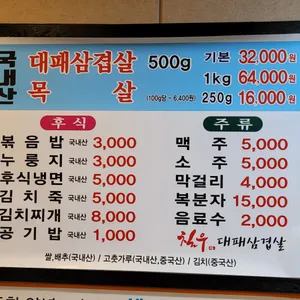 국내산
대패삼겹살 500g 기본 32,000원
목 살 1kg 64,000원
(100g당 - 6,400원) 250g 16,000원
후식
볶음밥 국내산 3,000
누룽지 국내산 3,000
후식냉면 국내산 5,000
김치죽 국내산 5,000
김치찌개 국내산 8,000
공기밥 국내산 1,000
주류
맥주 5,000
소주 5,000
막걸리 4,000
복분자 15,000
음료수 2,000
칡우 대패삼겹살
쌀,배추(국내산) / 고춧가루(국내산,중국산) / 김치(중국산)